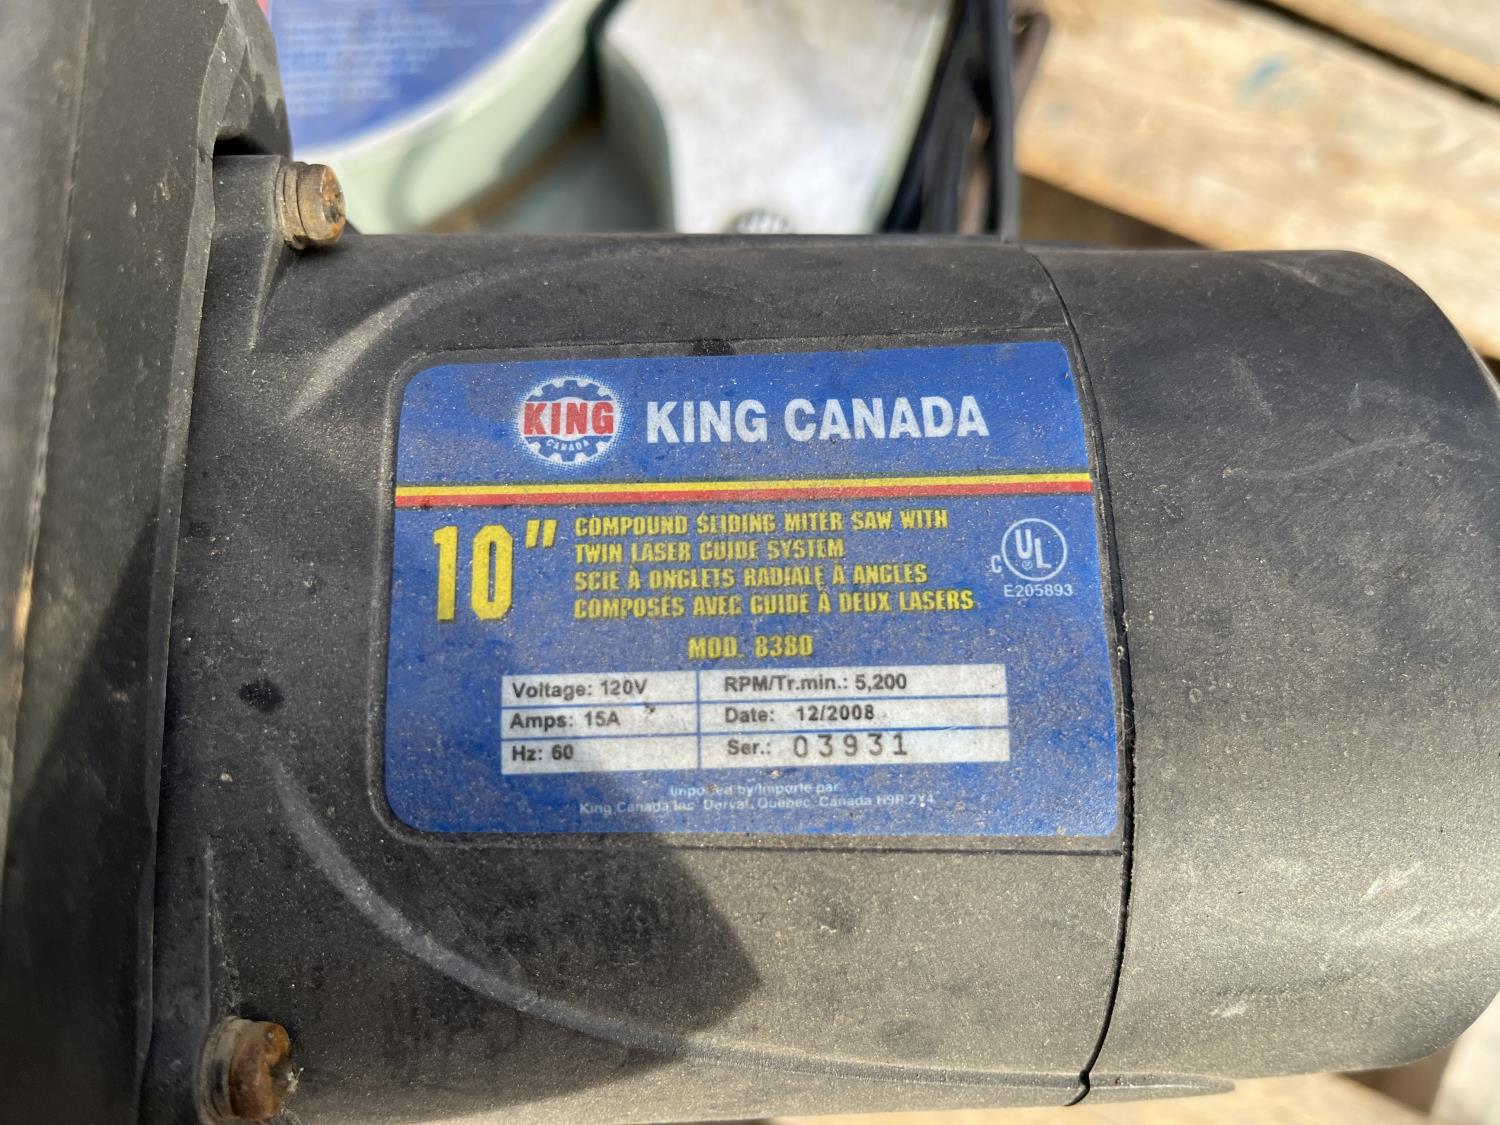 KING
CANADA
KING CANADA
10"
COMPOUND SLIDING MITER SAW WITH
TWIN LASER GUIDE SYSTEM
SCIE À ONGLETS RADIALE À ANGLES
COMPOSÉS AVEC GUIDE À DEUX LASERS
C UL ®
E205893
MOD. 8380
Voltage: 120V RPM/Tr.min.: 5,200
Amps: 15A Date: 12/2008
Hz: 60 Ser.: 03931
Imported by/Importé par:
King Canada Inc. Dorval, Quebec, Canada H9P 2Y4